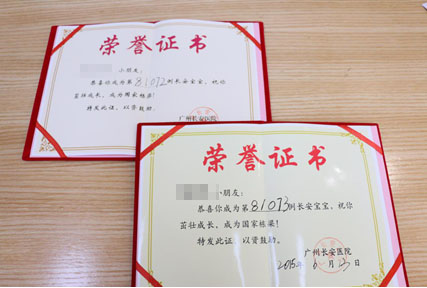 荣誉证书
小朋友：
恭喜你成为第81072例长安宝宝，祝你
茁壮成长，成为国家栋梁！
特发此证，以资鼓励。
广州长安医院
荣誉证书
小朋友：
恭喜你成为第81073例长安宝宝，祝你
茁壮成长，成为国家栋梁！
特发此证，以资鼓励。
广州长安医院
2015年6月23日